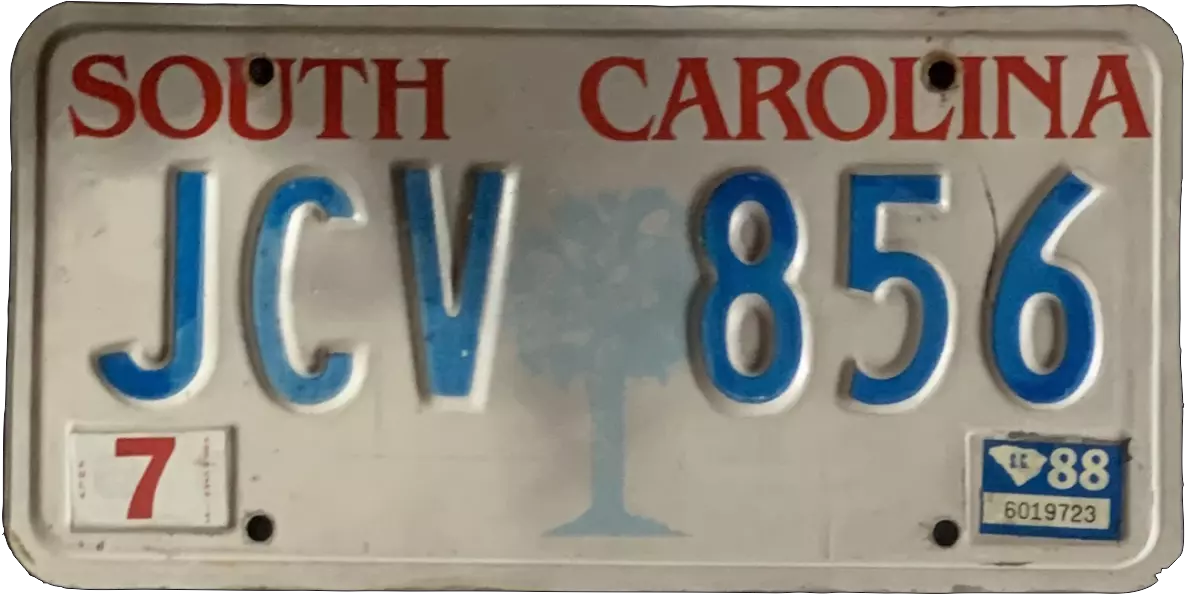 SOUTH CAROLINA
JCV 856
7
88
6019723